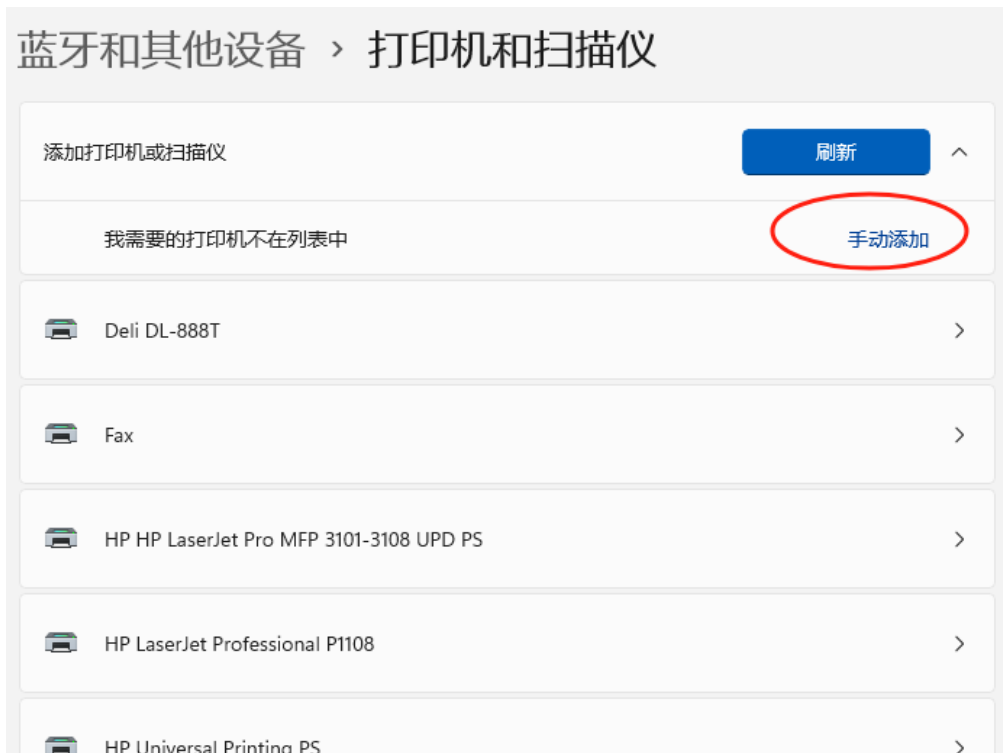 蓝牙和其他设备 › 打印机和扫描仪
添加打印机或扫描仪 刷新
我需要的打印机不在列表中 手动添加
Deli DL-888T
Fax
HP HP LaserJet Pro MFP 3101-3108 UPD PS
HP LaserJet Professional P1108
HP Universal Printing PS